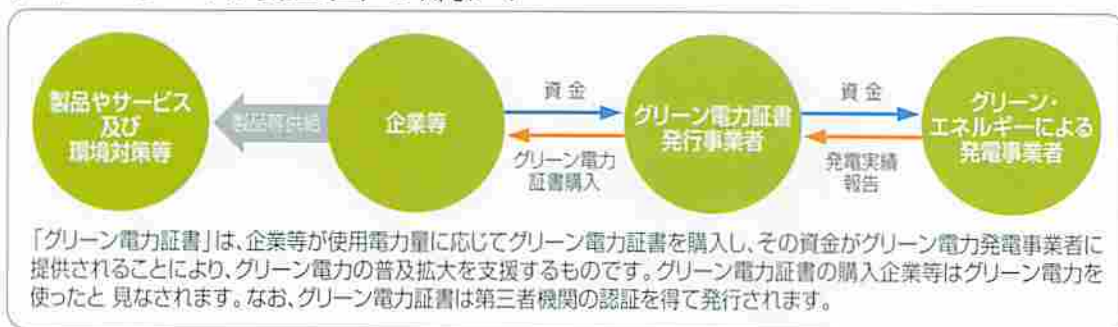 製品やサービス
及び
環境対策等
製品等供給
企業等
資金
グリーン電力
証書購入
グリーン電力証書
発行事業者
資金
発電実績
報告
グリーン・
エネルギーによる
発電事業者
「グリーン電力証書」は、企業等が使用電力量に応じてグリーン電力証書を購入し、その資金がグリーン電力発電事業者に
提供されることにより、グリーン電力の普及拡大を支援するものです。グリーン電力証書の購入企業等はグリーン電力を
使ったと 見なされます。なお、グリーン電力証書は第三者機関の認証を得て発行されます。